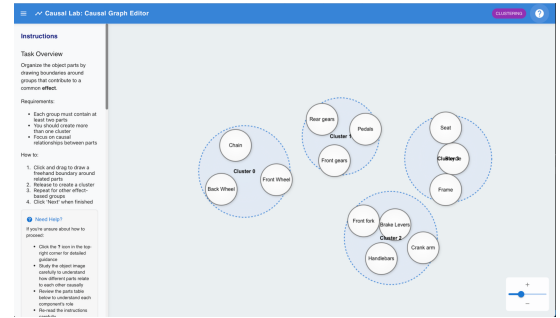 Causal Lab: Causal Graph Editor
CLUSTERING
?
Instructions
Task Overview
Organize the object parts by
drawing boundaries around
groups that contribute to a
common effect.
Requirements:
Each group must contain at
least two parts
You should create more
than one cluster
Focus on causal
relationships between parts
How to:
1. Click and drag to draw a
freehand boundary around
related parts
2. Release to create a cluster
3. Repeat for other effect-
based groups
4. Click 'Next' when finished
? Need Help?
If you're unsure about how to
proceed:
Click the ? icon in the top-
right corner for detailed
guidance
Study the object image
carefully to understand
how different parts relate
to each other causally
Review the parts table
below to understand each
component's role
Re-read the instructions
carefully
Chain
Cluster 0
Front Wheel
Back Wheel
Rear gears
Pedals
Cluster 1
Front gears
Seat
Frame
Front fork
Brake Levers
Cluster 2
Crank arm
Handlebars
+
−